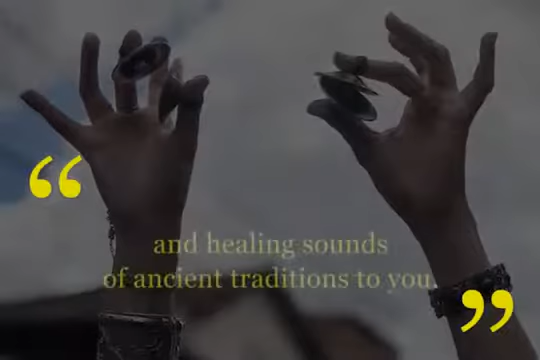 “
and healing sounds
of ancient traditions to you.
”